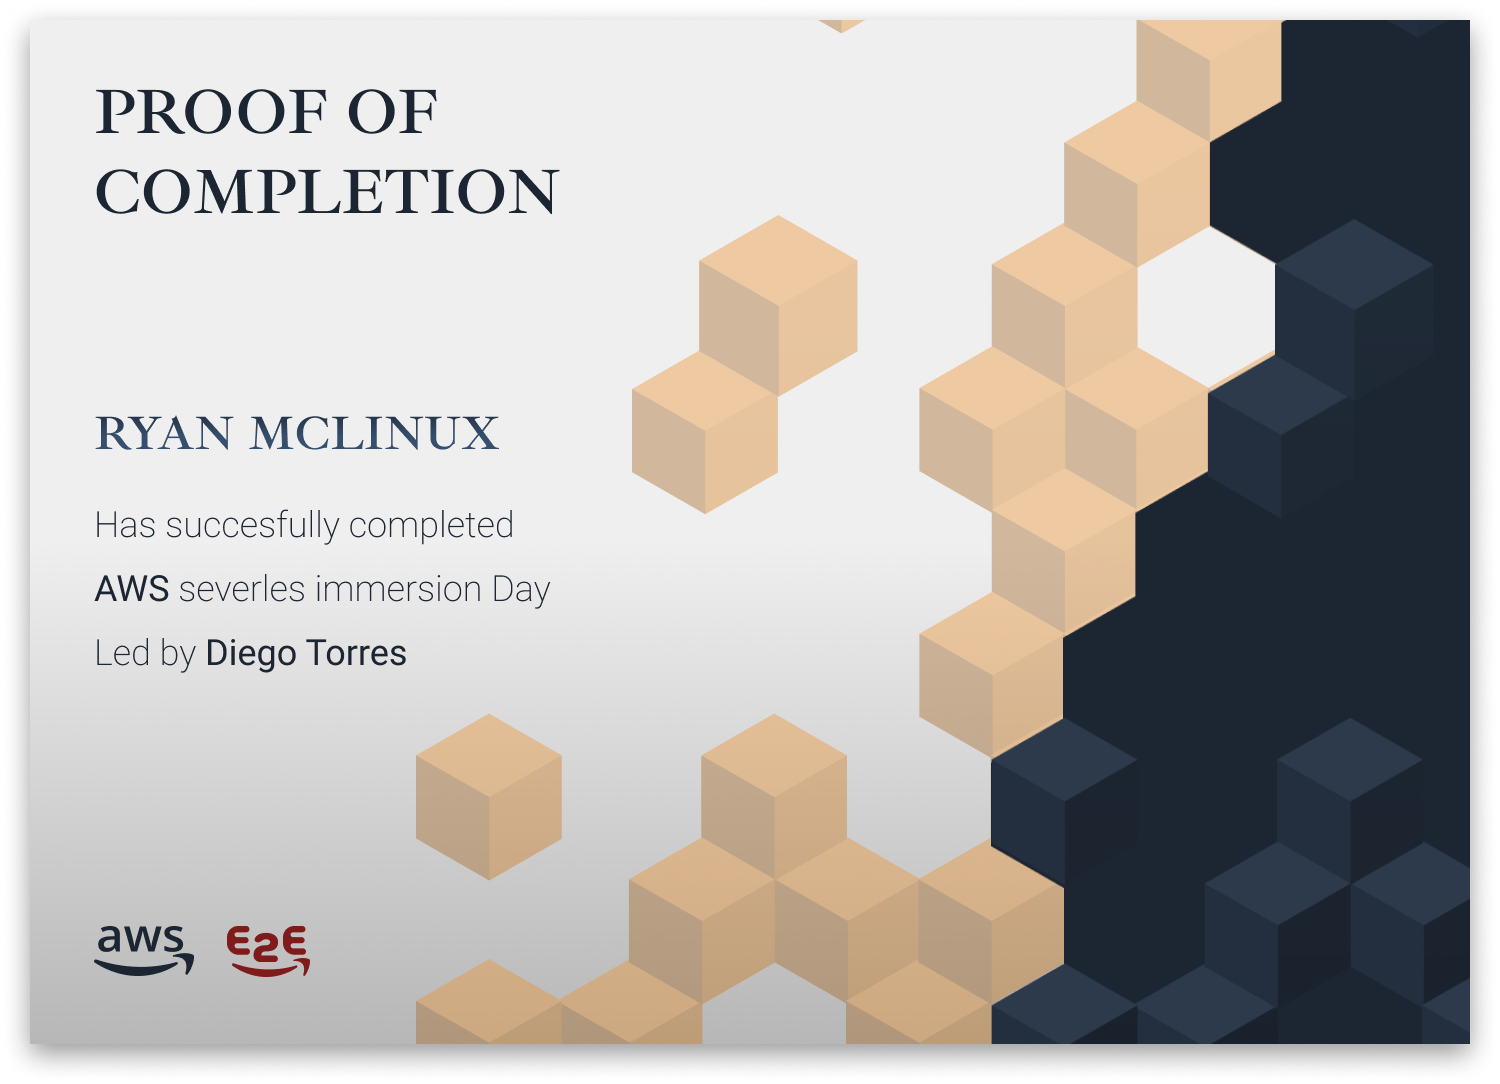 PROOF OF
COMPLETION
RYAN MCLINUX
Has succesfully completed
AWS severles immersion Day
Led by Diego Torres
aws E2E